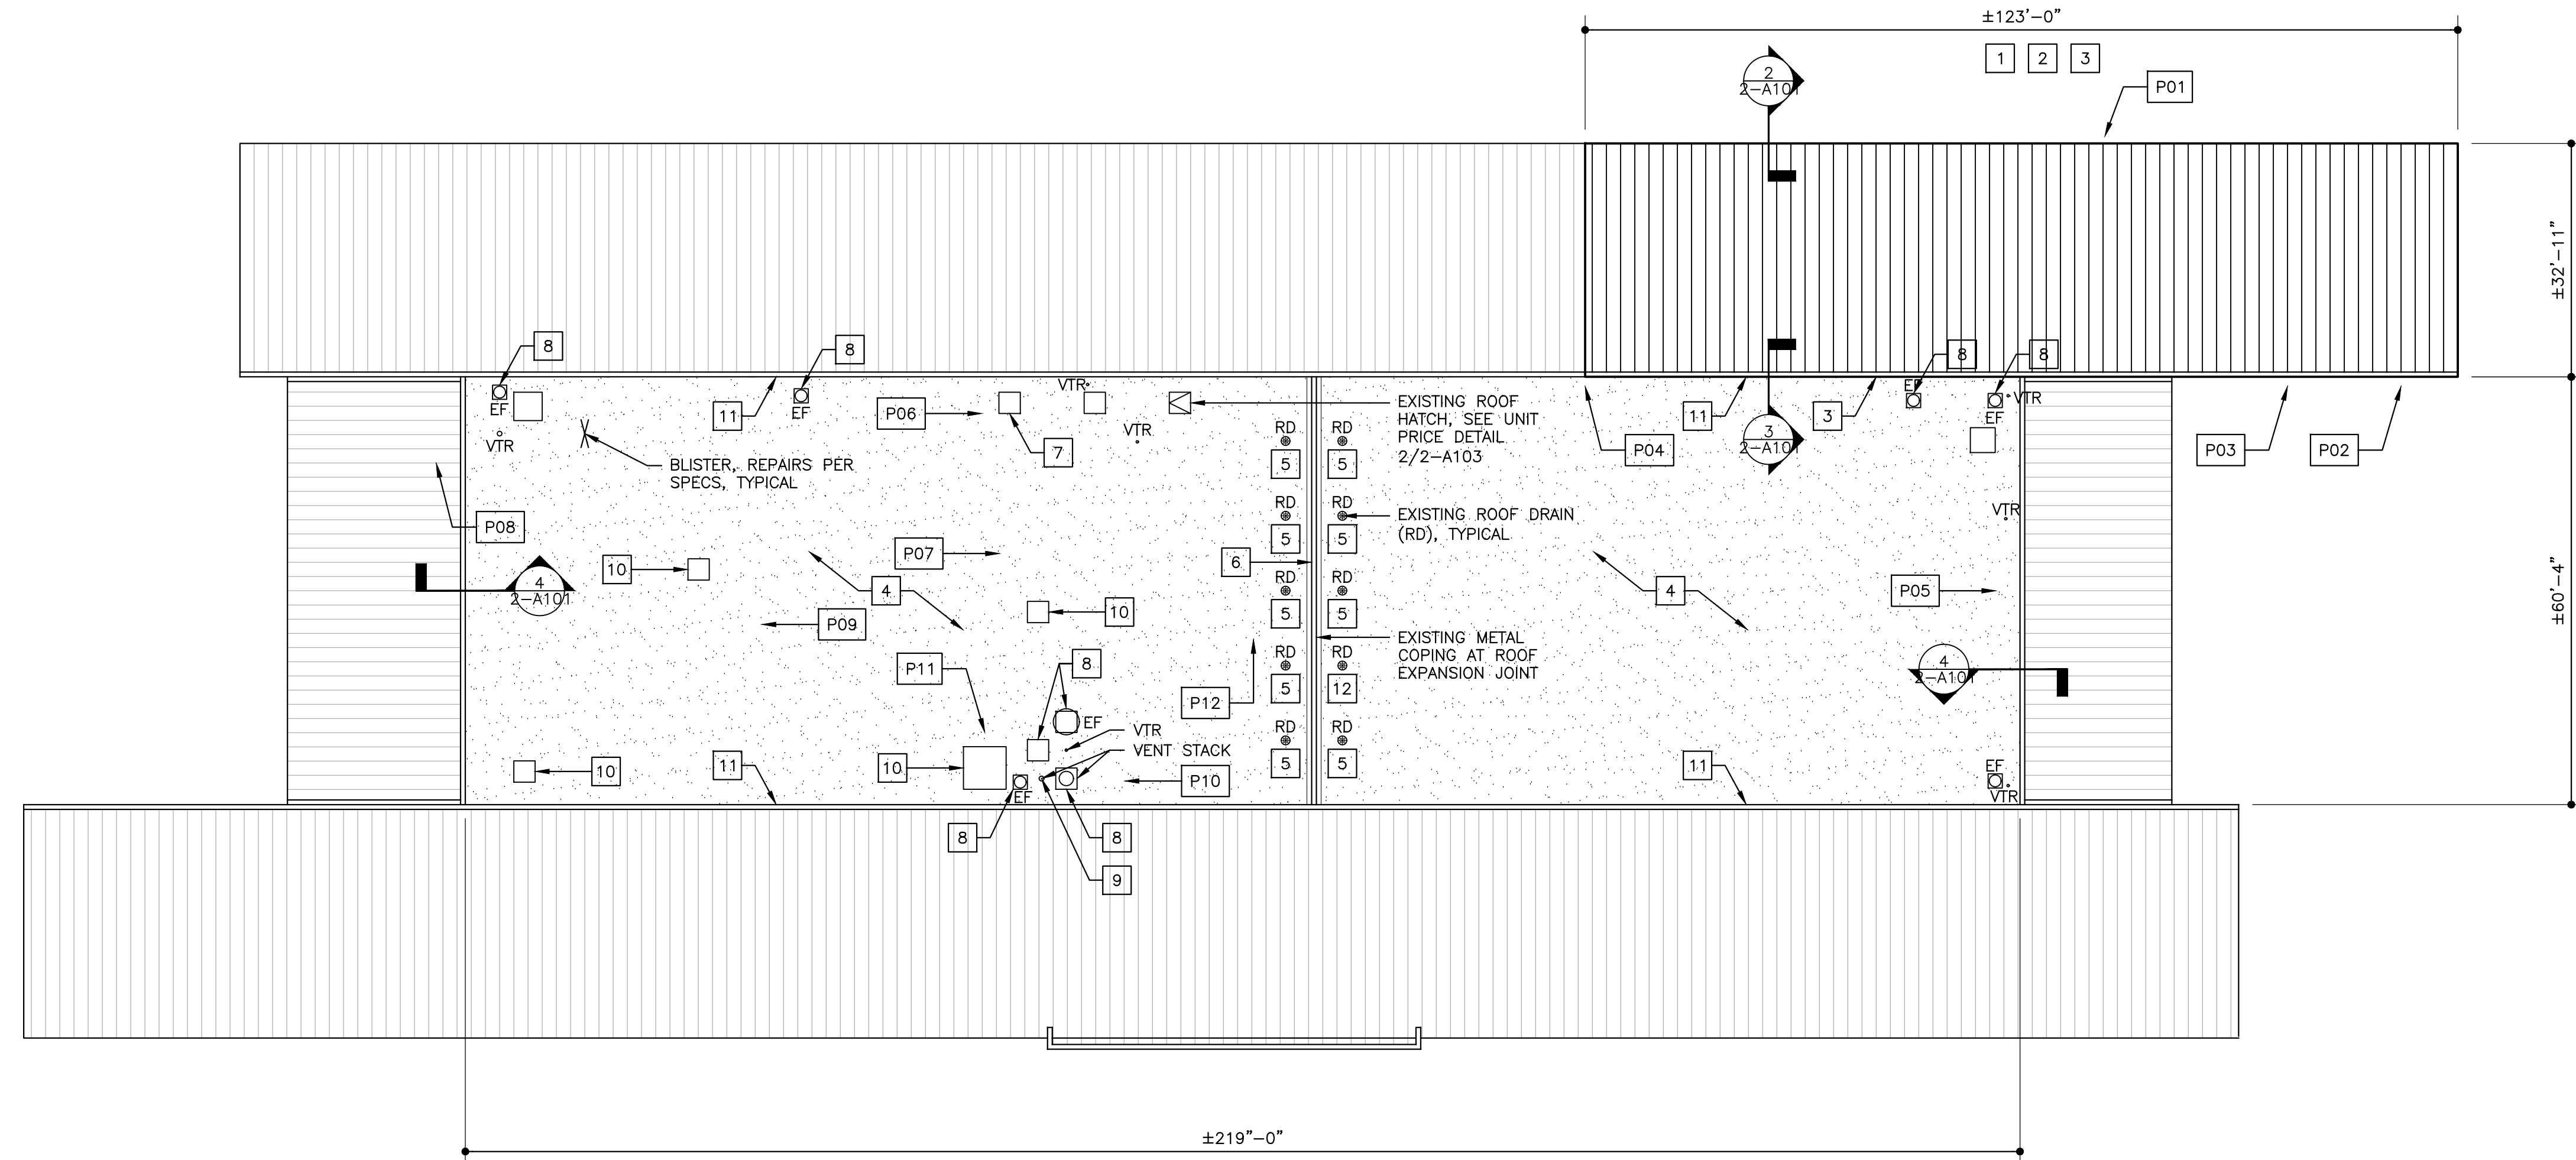 ±123'-0"
1 2 3
2
2-A101
P01
±32'-11"
8
8
8
8
EF
EF
EF
EF
VTR
VTR
VTR
VTR
11
P06
7
EXISTING ROOF
HATCH, SEE UNIT
PRICE DETAIL
2/2-A103
11
3
3
2-A101
P04
P03
P02
BLISTER, REPAIRS PER
SPECS, TYPICAL
RD RD
5 5
P08
P07
RD RD
5 5
EXISTING ROOF DRAIN
(RD), TYPICAL
VTR
10
4
2-A101
4
6
RD RD
5 5
4
P05
±60'-4"
P09
10
EXISTING METAL
COPING AT ROOF
EXPANSION JOINT
P11
8
RD RD
5 12
P12
4
2-A101
EF
VTR
VENT STACK
RD RD
5 5
10
11
10
P10
11
EF
EF
VTR
8
8
9
±219"-0"